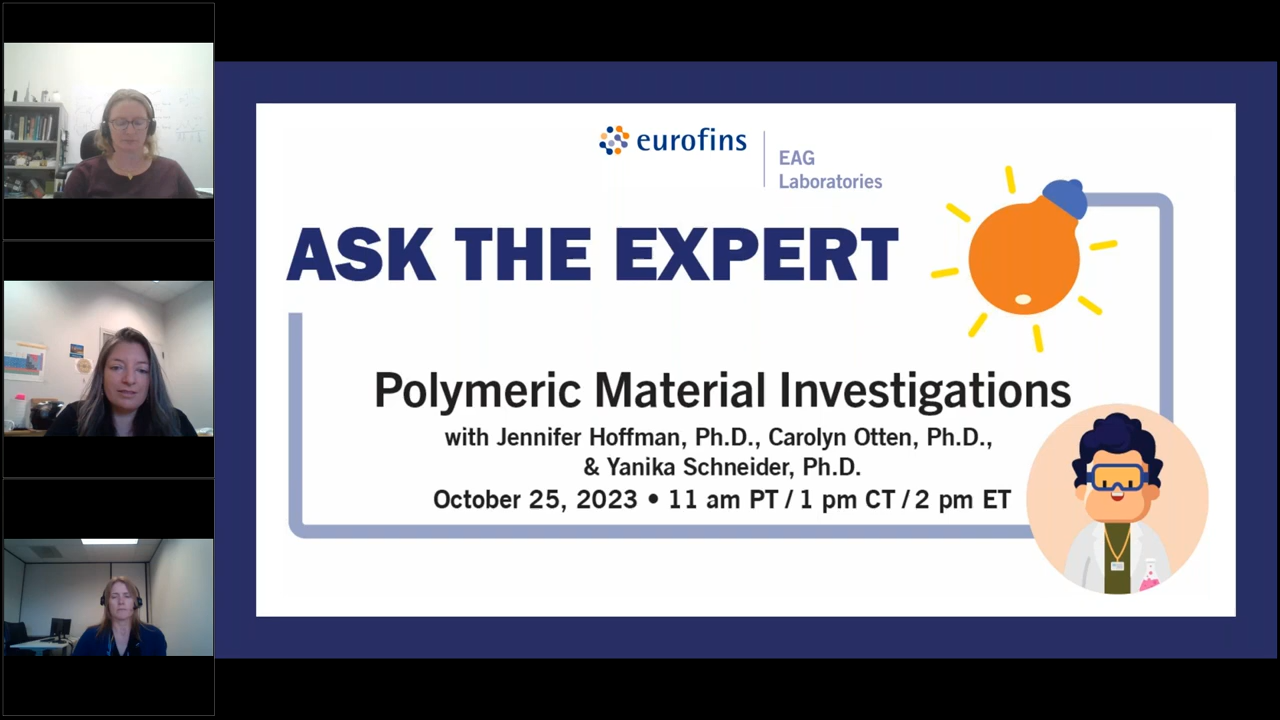 eurofins
EAG
Laboratories
ASK THE EXPERT
Polymeric Material Investigations
with Jennifer Hoffman, Ph.D., Carolyn Otten, Ph.D.,
& Yanika Schneider, Ph.D.
October 25, 2023 • 11 am PT / 1 pm CT / 2 pm ET